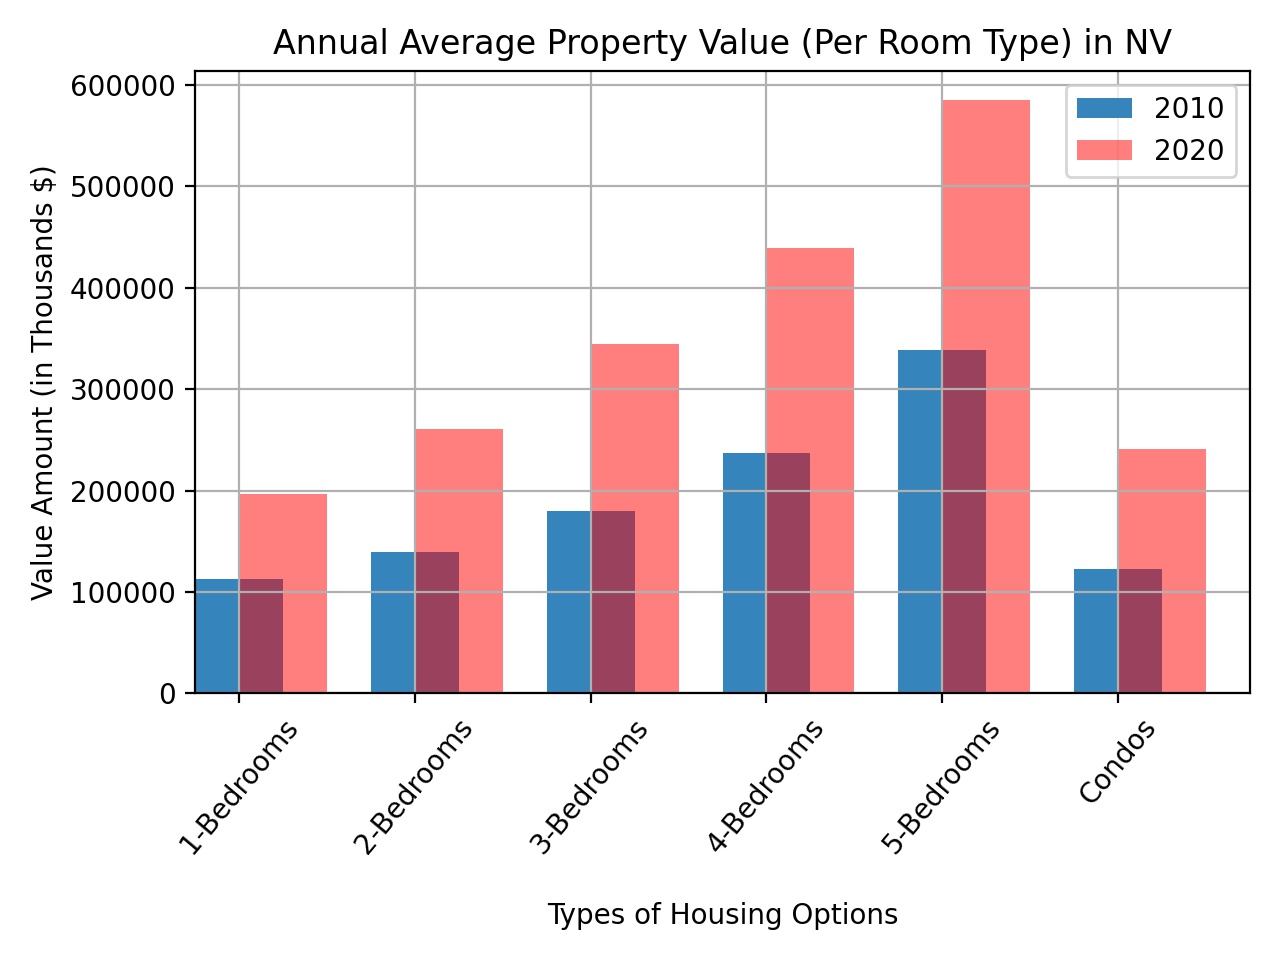 Annual Average Property Value (Per Room Type) in NV
600000
500000
400000
300000
200000
100000
0
Value Amount (in Thousands $)
2010
2020
1-Bedrooms
2-Bedrooms
3-Bedrooms
4-Bedrooms
5-Bedrooms
Condos
Types of Housing Options